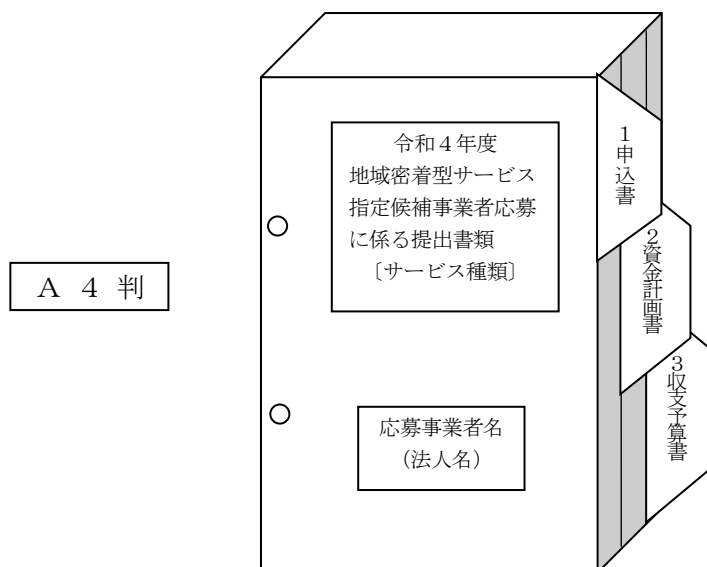 令和４年度
地域密着型サービス
指定候補事業者応募
に係る提出書類
〔サービス種類〕
Ａ ４ 判
応募事業者名
（法人名）
１申込書
２資金計画書
３収支予算書